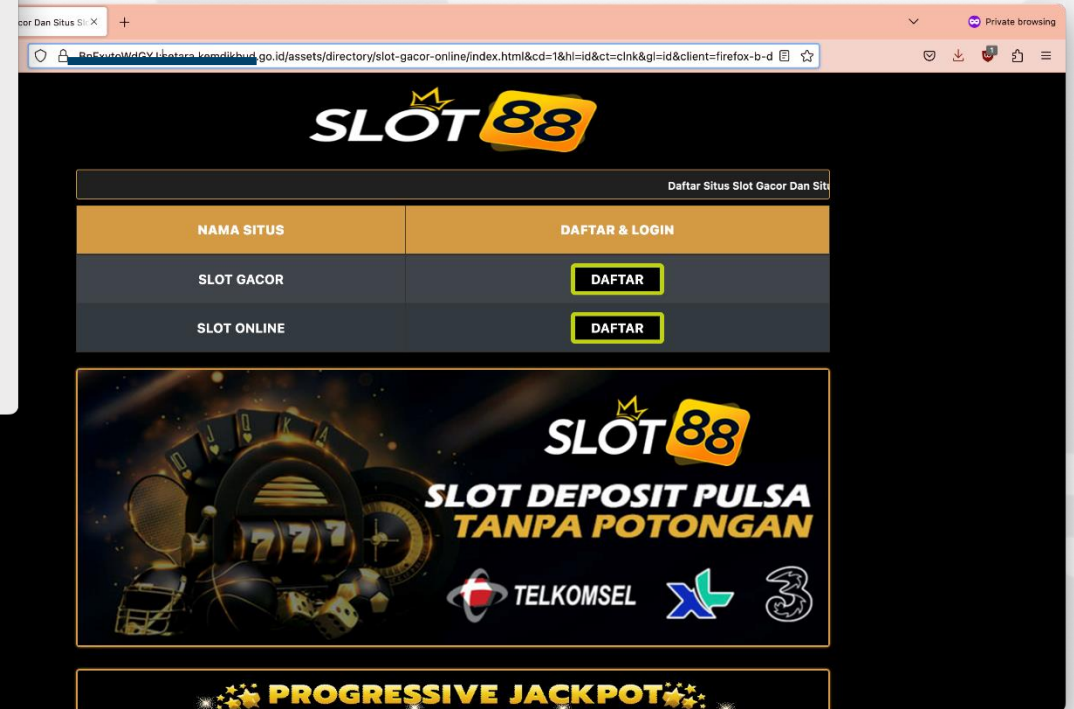 cor Dan Situs
Private browsing
.go.id/assets/directory/slot-gacor-online/index.html&cd=1&hl=id&ct=clnk&gl=id&client=firefox-b-d
SLOT 88
Daftar Situs Slot Gacor Dan
NAMA SITUS DAFTAR & LOGIN
SLOT GACOR DAFTAR
SLOT ONLINE DAFTAR
SLOT 88
SLOT DEPOSIT PULSA
TANPA POTONGAN
TELKOMSEL XL 3
PROGRESSIVE JACKPOT